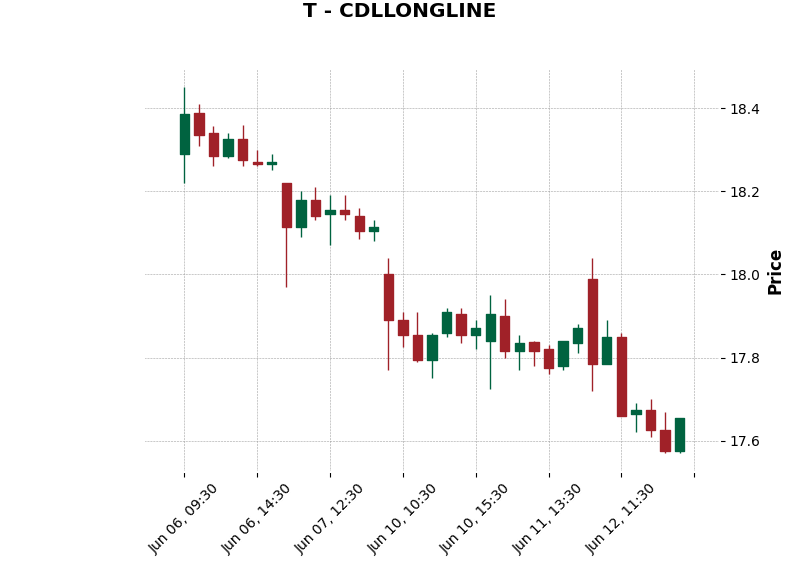 T - CDLLONGLINE
18.4
18.2
18.0
17.8
17.6
Price
Jun 06, 09:30
Jun 06, 14:30
Jun 07, 12:30
Jun 10, 10:30
Jun 10, 15:30
Jun 11, 13:30
Jun 12, 11:30